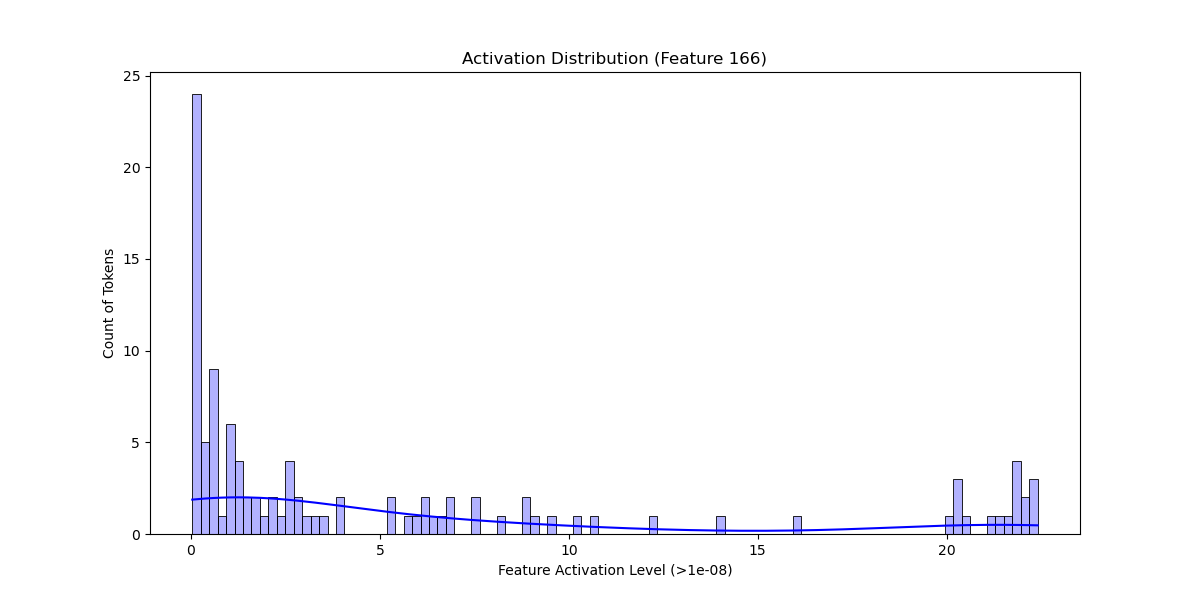 Activation Distribution (Feature 166)
Count of Tokens
25
20
15
10
5
0
0 5 10 15 20
Feature Activation Level (>1e-08)